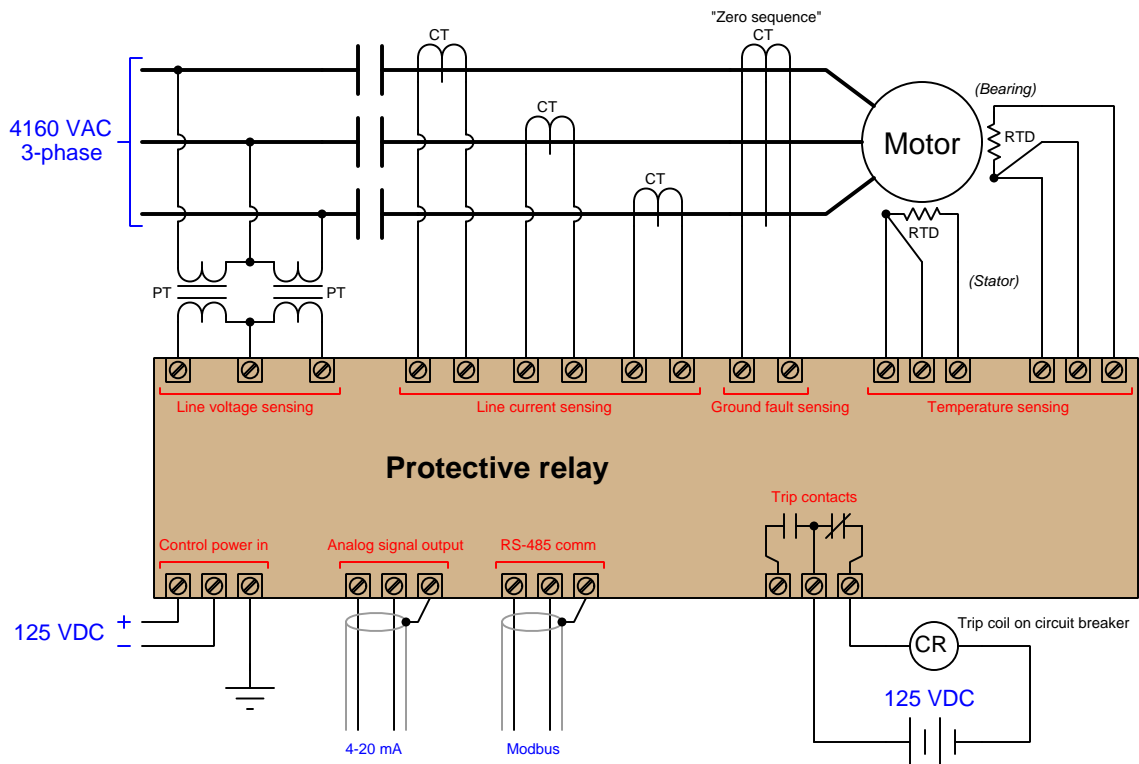 "Zero sequence"
CT
CT
CT
CT
4160 VAC
3-phase
(Bearing)
RTD
Motor
RTD
(Stator)
PT
PT
Line voltage sensing
Line current sensing
Ground fault sensing
Temperature sensing
Protective relay
Trip contacts
Control power in
Analog signal output
RS-485 comm
125 VDC
+
−
4-20 mA
Modbus
Trip coil on circuit breaker
CR
125 VDC